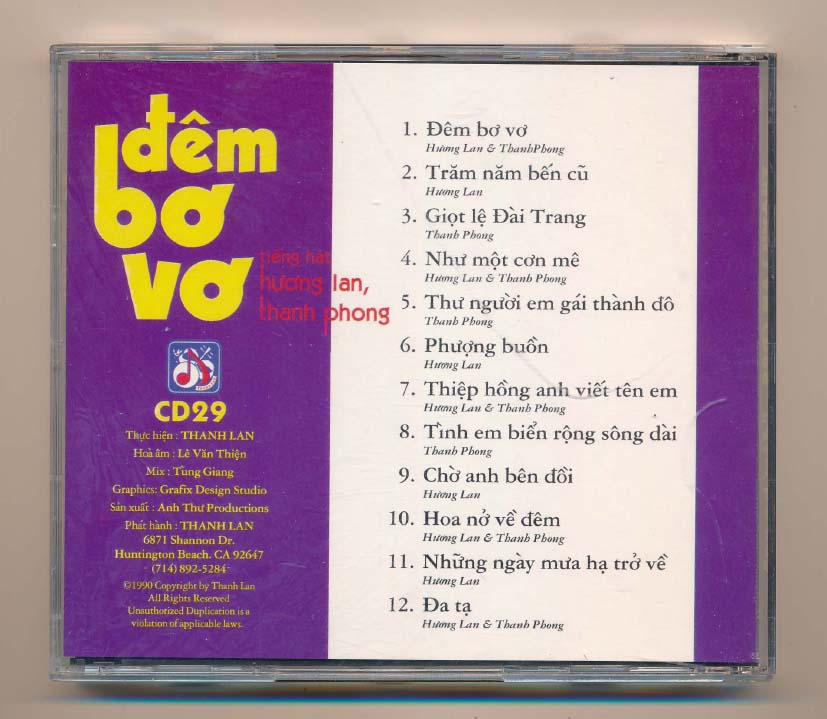 đêm
bơ
vơ
tiếng hát
hương lan,
thanh phong
CD29
Thực hiện : THANH LAN
Hoà âm : Lê Văn Thiện
Mix : Tùng Giang
Graphics: Grafix Design Studio
Sản xuất : Anh Thư Productions
Phát hành : THANH LAN
6871 Shannon Dr.
Huntington Beach. CA 92647
(714) 892-5284
©1990 Copyright by Thanh Lan
All Rights Reserved
Unauthorized Duplication is a
violation of applicable laws.
1. Đêm bơ vơ
Hương Lan & ThanhPhong
2. Trăm năm bến cũ
Hương Lan
3. Giọt lệ Đài Trang
Thanh Phong
4. Như một cơn mê
Hương Lan & Thanh Phong
5. Thư người em gái thành đô
Thanh Phong
6. Phượng buồn
Hương Lan
7. Thiệp hồng anh viết tên em
Hương Lan & Thanh Phong
8. Tình em biển rộng sông dài
Thanh Phong
9. Chờ anh bên đồi
Hương Lan
10. Hoa nở về đêm
Hương Lan & Thanh Phong
11. Những ngày mưa hạ trở về
Hương Lan
12. Đa tạ
Hương Lan & Thanh Phong